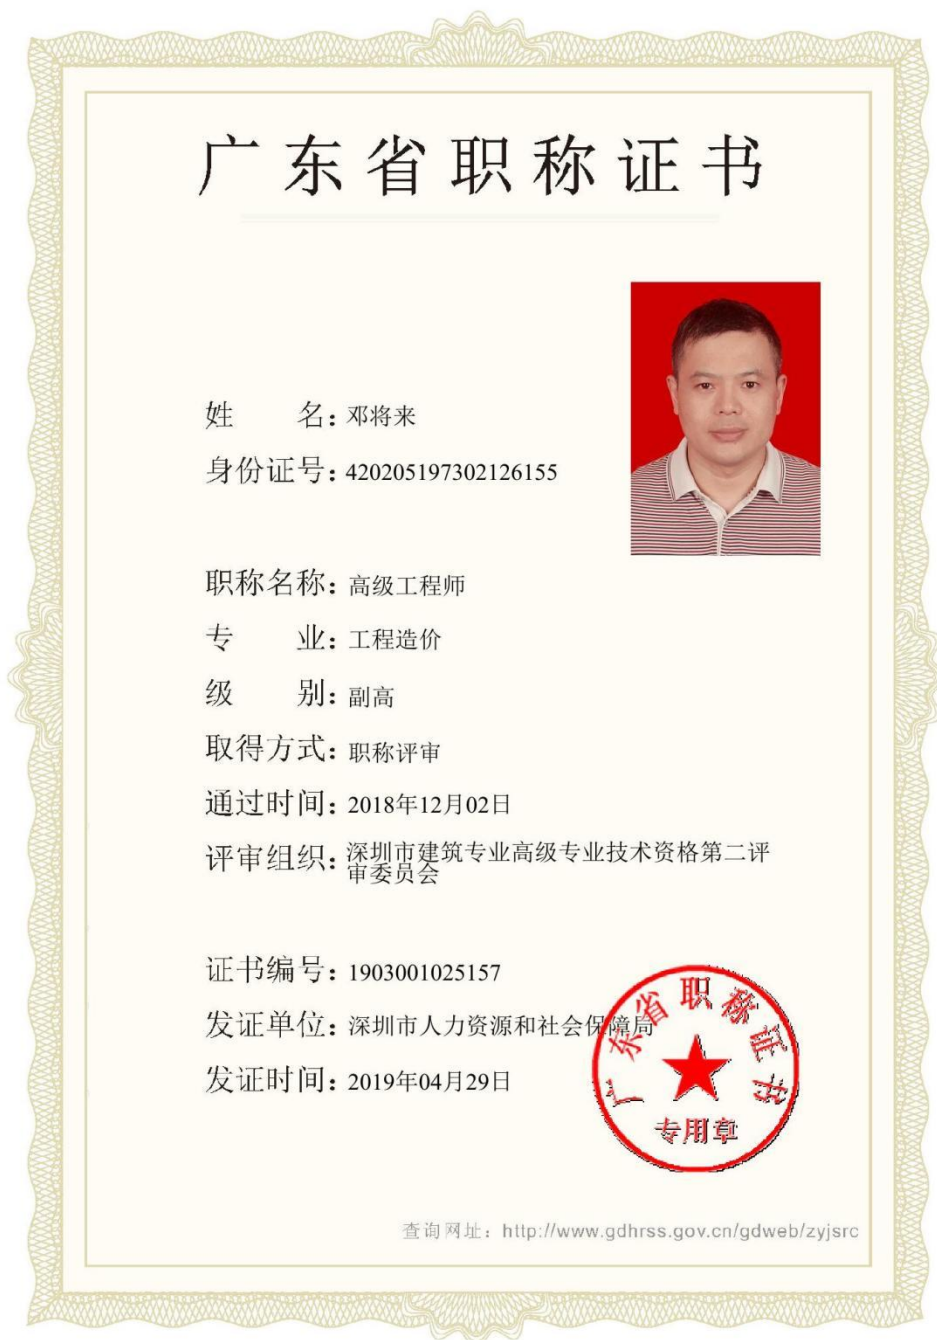 广东省职称证书
姓名：邓将来
身份证号：420205197302126155
职称名称：高级工程师
专业：工程造价
级别：副高
取得方式：职称评审
通过时间：2018年12月02日
评审组织：深圳市建筑专业高级专业技术资格第二评
审委员会
证书编号：1903001025157
发证单位：深圳市人力资源和社会保障局
发证时间：2019年04月29日
广东省职称证书
专用章
查询网址：http://www.gdhrss.gov.cn/gdweb/zyjsrc